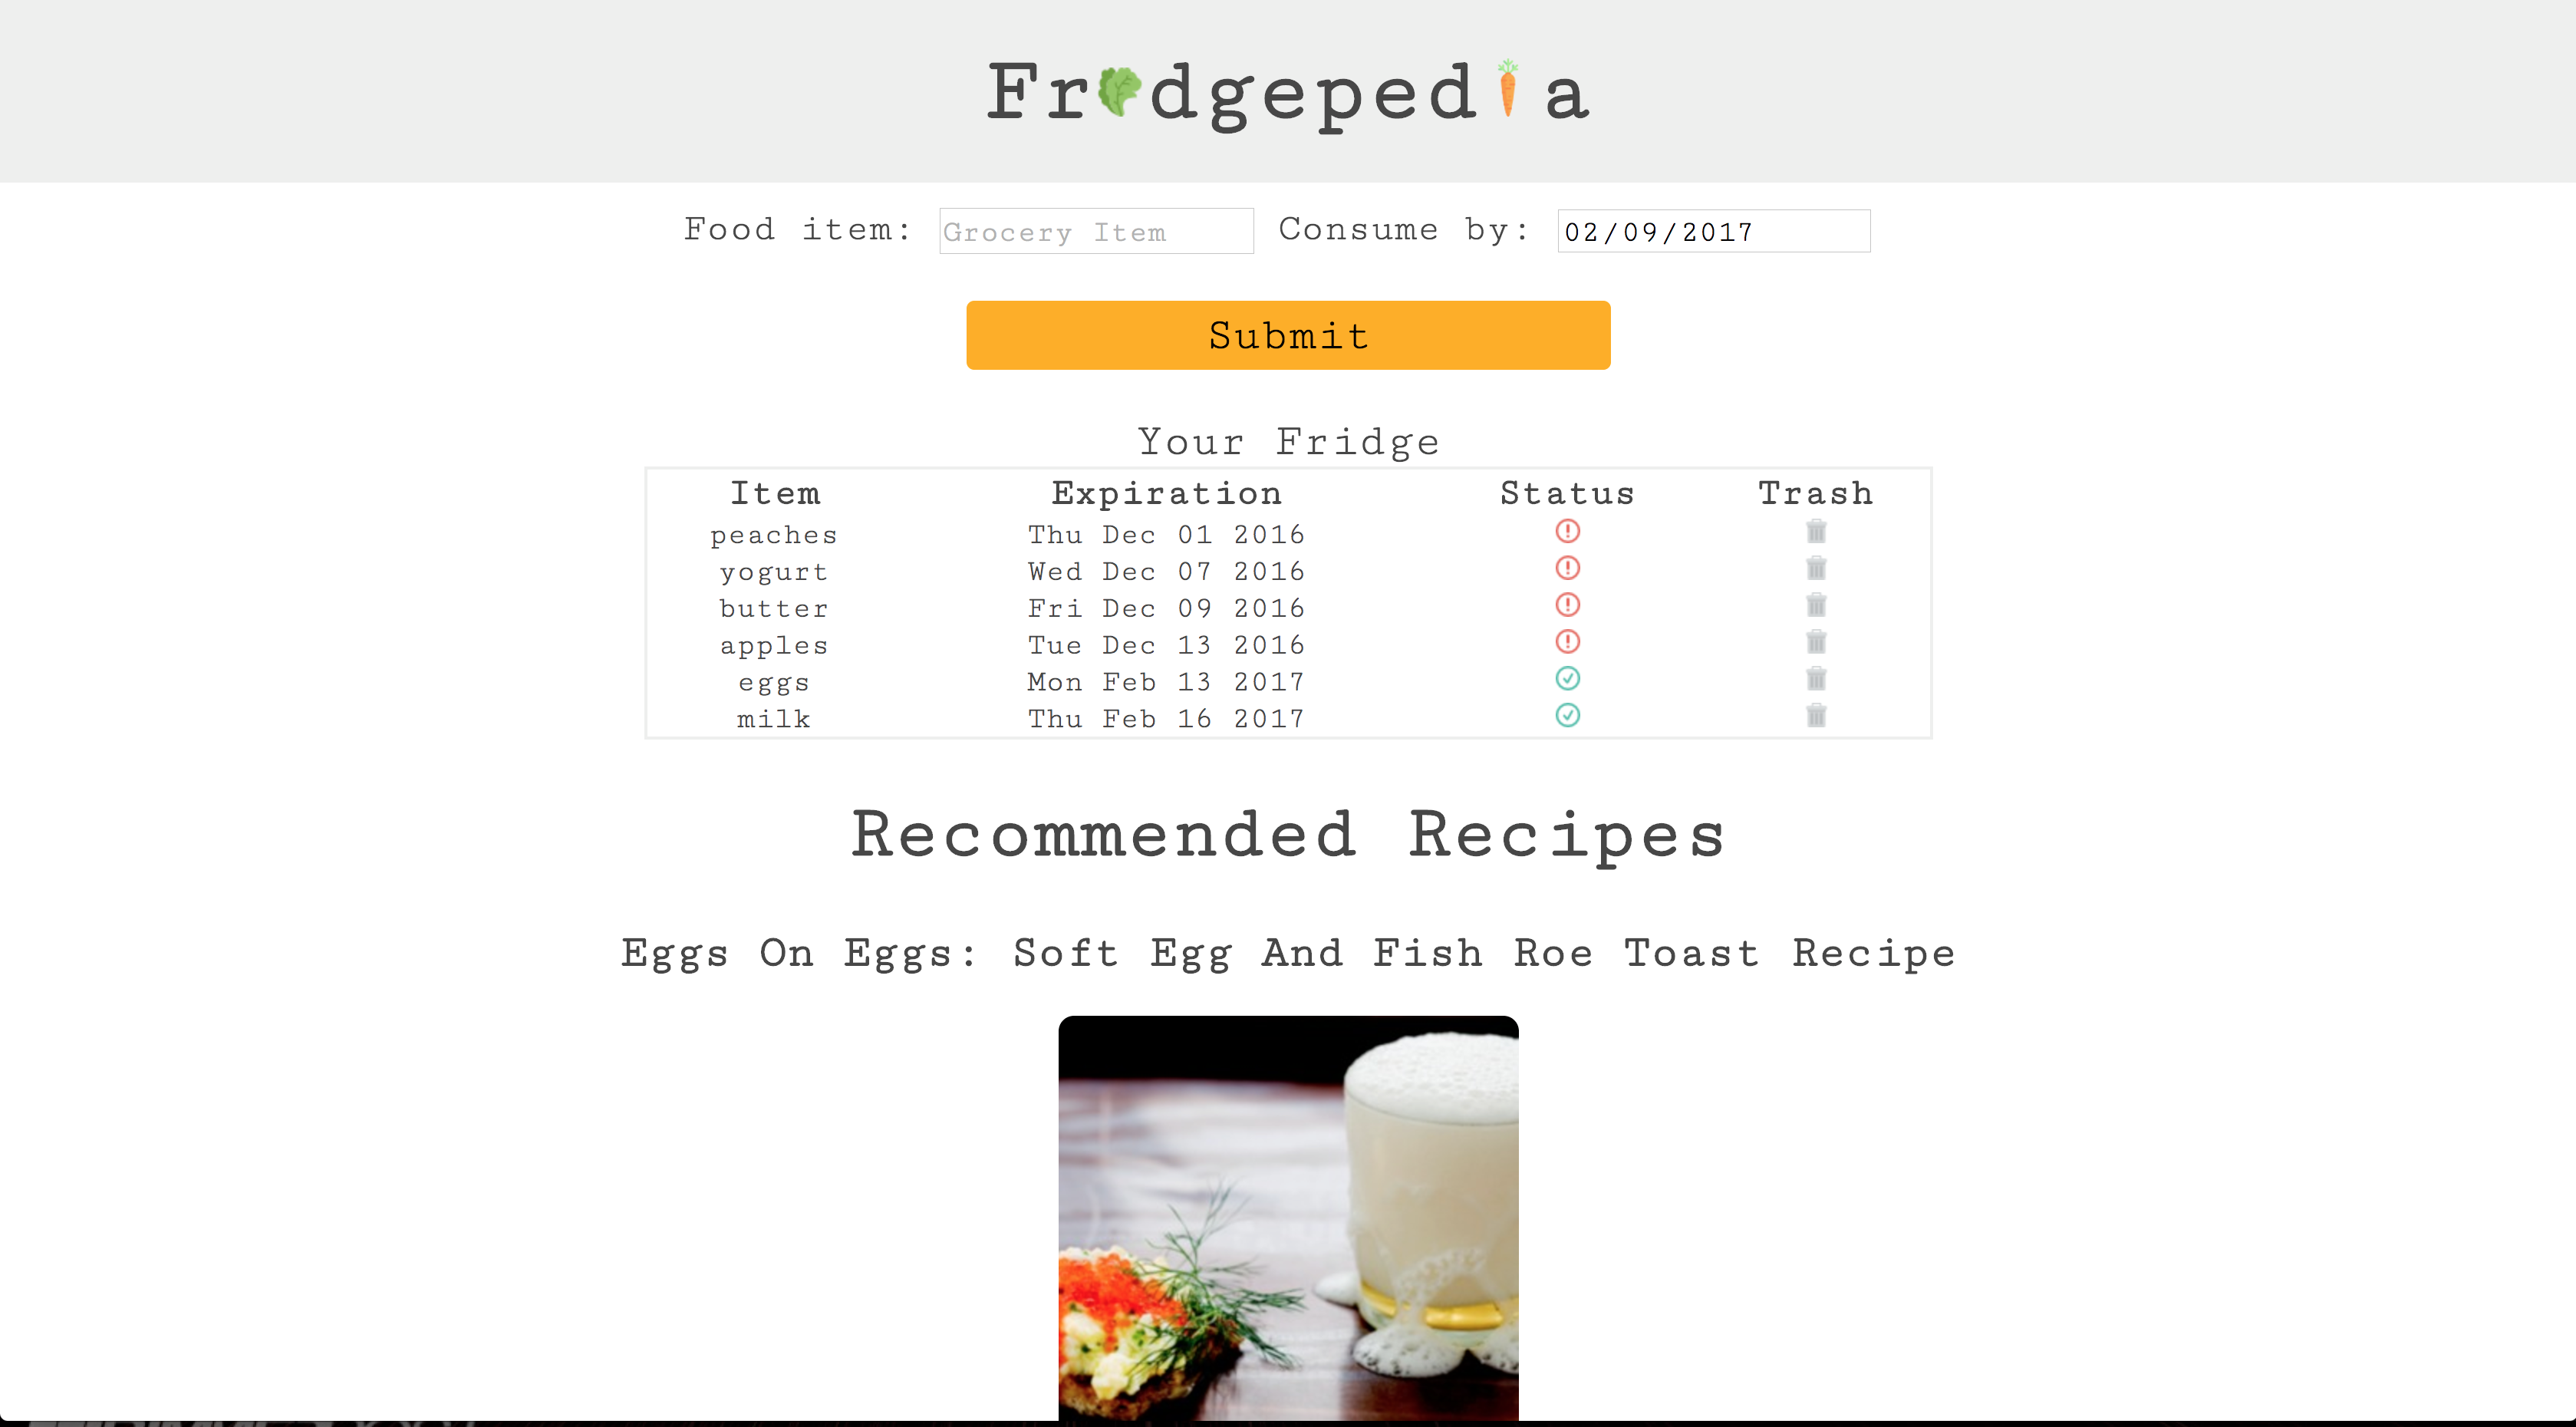 Fridgepedia
Food item: Grocery Item Consume by: 02/09/2017
Submit
Your Fridge
Item Expiration Status Trash
peaches Thu Dec 01 2016
yogurt Wed Dec 07 2016
butter Fri Dec 09 2016
apples Tue Dec 13 2016
eggs Mon Feb 13 2017
milk Thu Feb 16 2017
Recommended Recipes
Eggs On Eggs: Soft Egg And Fish Roe Toast Recipe